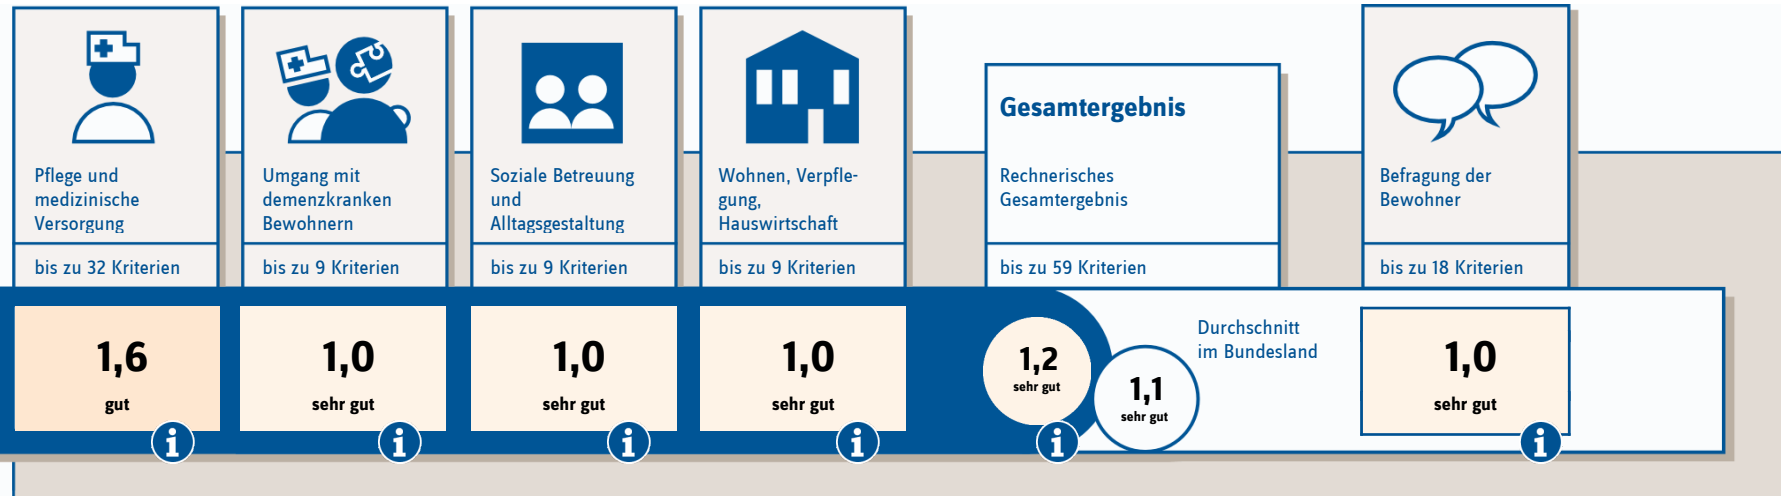 Pflege und
medizinische
Versorgung
bis zu 32 Kriterien
1,6
gut
Umgang mit
demenzkranken
Bewohnern
bis zu 9 Kriterien
1,0
sehr gut
Soziale Betreuung
und
Alltagsgestaltung
bis zu 9 Kriterien
1,0
sehr gut
Wohnen, Verpfle-
gung,
Hauswirtschaft
bis zu 9 Kriterien
1,0
sehr gut
Gesamtergebnis
Rechnerisches
Gesamtergebnis
bis zu 59 Kriterien
1,2
sehr gut
1,1
sehr gut
Durchschnitt
im Bundesland
Befragung der
Bewohner
bis zu 18 Kriterien
1,0
sehr gut